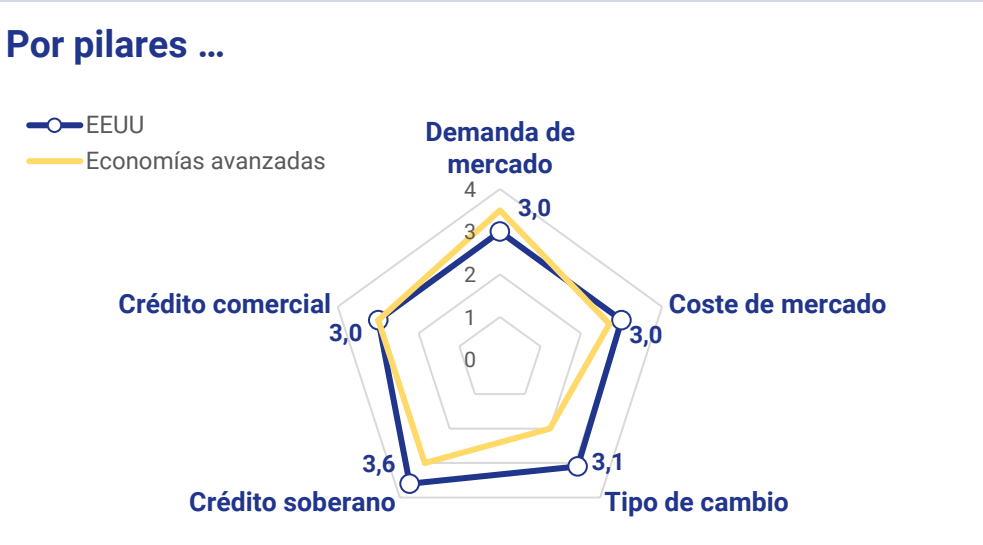 Por pilares …
EEUU
Economías avanzadas
Demanda de
mercado
4
3,0
3
2
1
0
Crédito comercial
3,0
Coste de mercado
3,0
3,6
3,1
Crédito soberano
Tipo de cambio